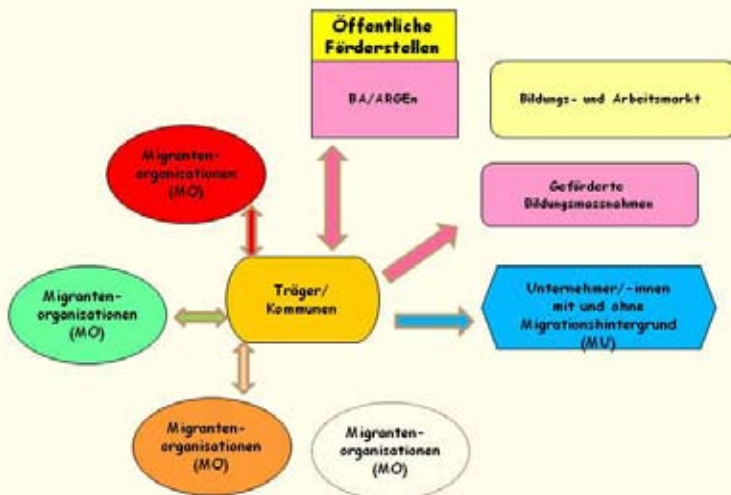 Öffentliche
Förderstellen
BA/ARGEn
Bildungs- und Arbeitsmarkt
Migranten-
organisationen
(MO)
Geförderte
Bildungsmassnahmen
Migranten-
organisationen
(MO)
Träger/
Kommunen
Unternehmer/-innen
mit und ohne
Migrationshintergrund
(MU)
Migranten-
organisationen
(MO)
Migranten-
organisationen
(MO)